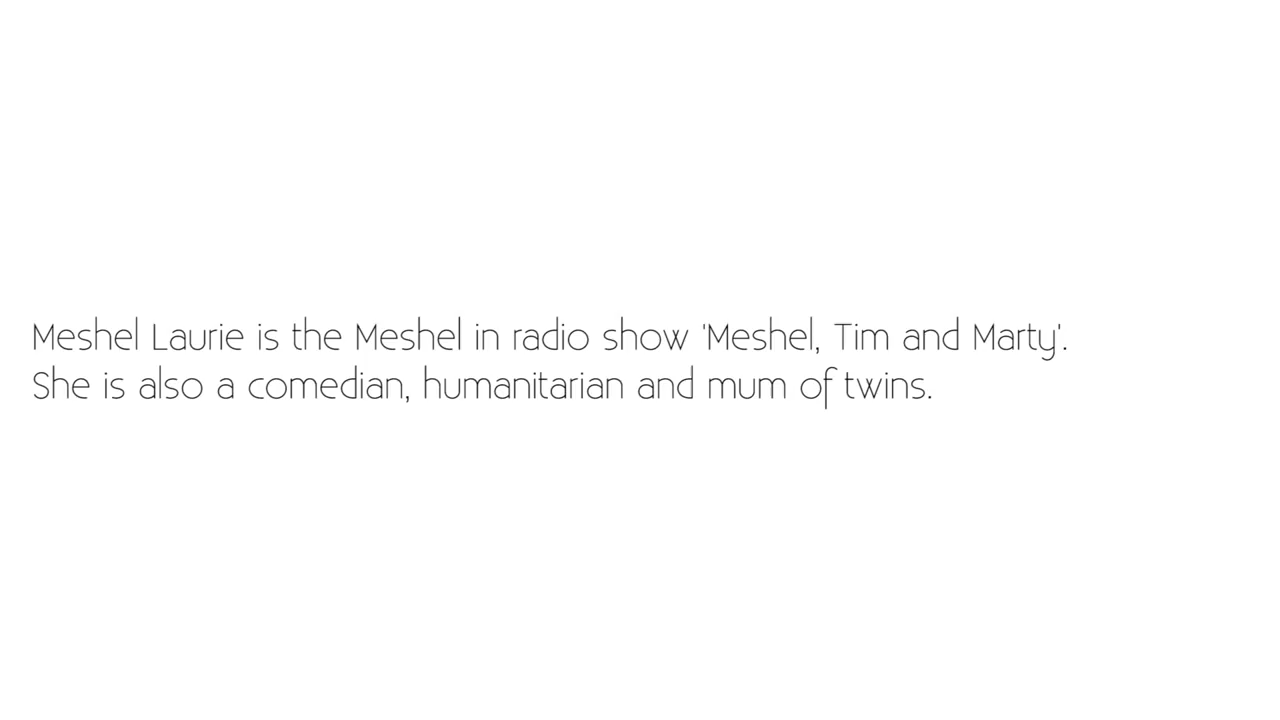 Meshel Laurie is the Meshel in radio show 'Meshel, Tim and Marty'.
She is also a comedian, humanitarian and mum of twins.